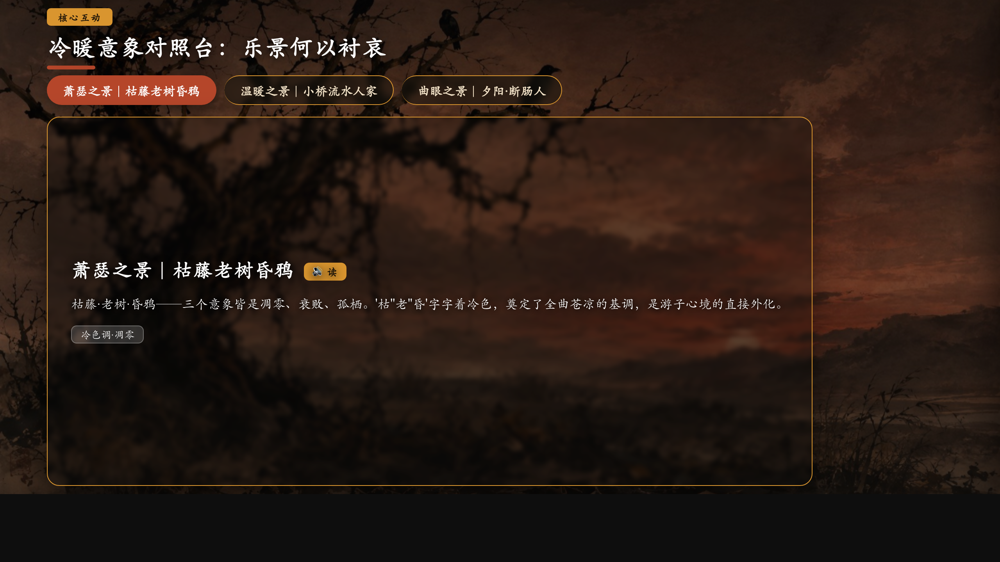 核心互动
冷暖意象对照台：乐景何以衬哀
萧瑟之景｜枯藤老树昏鸦
温暖之景｜小桥流水人家
曲眼之景｜夕阳·断肠人
萧瑟之景｜枯藤老树昏鸦
🔊 读
枯藤·老树·昏鸦——三个意象皆是凋零、衰败、孤栖。'枯''老''昏'字字着冷色，奠定了全曲苍凉的基调，是游子心境的直接外化。
冷色调·凋零